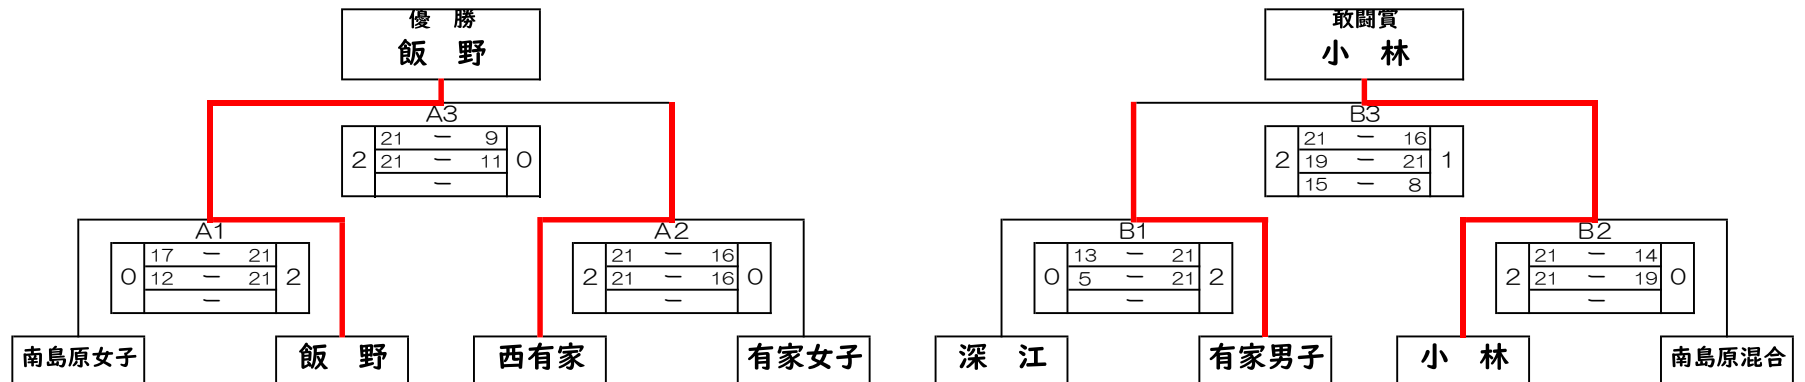 優　勝
飯　野
A3
21 ー 9
2 21 ー 11 0
ー
A1
17 ー 21
0 12 ー 21 2
ー
A2
21 ー 16
2 21 ー 16 0
ー
南島原女子
飯　野
西有家
有家女子
敢闘賞
小　林
B3
21 ー 16
2 19 ー 21 1
15 ー 8
B1
13 ー 21
0 5 ー 21 2
ー
B2
21 ー 14
2 21 ー 19 0
ー
深　江
有家男子
小　林
南島原混合